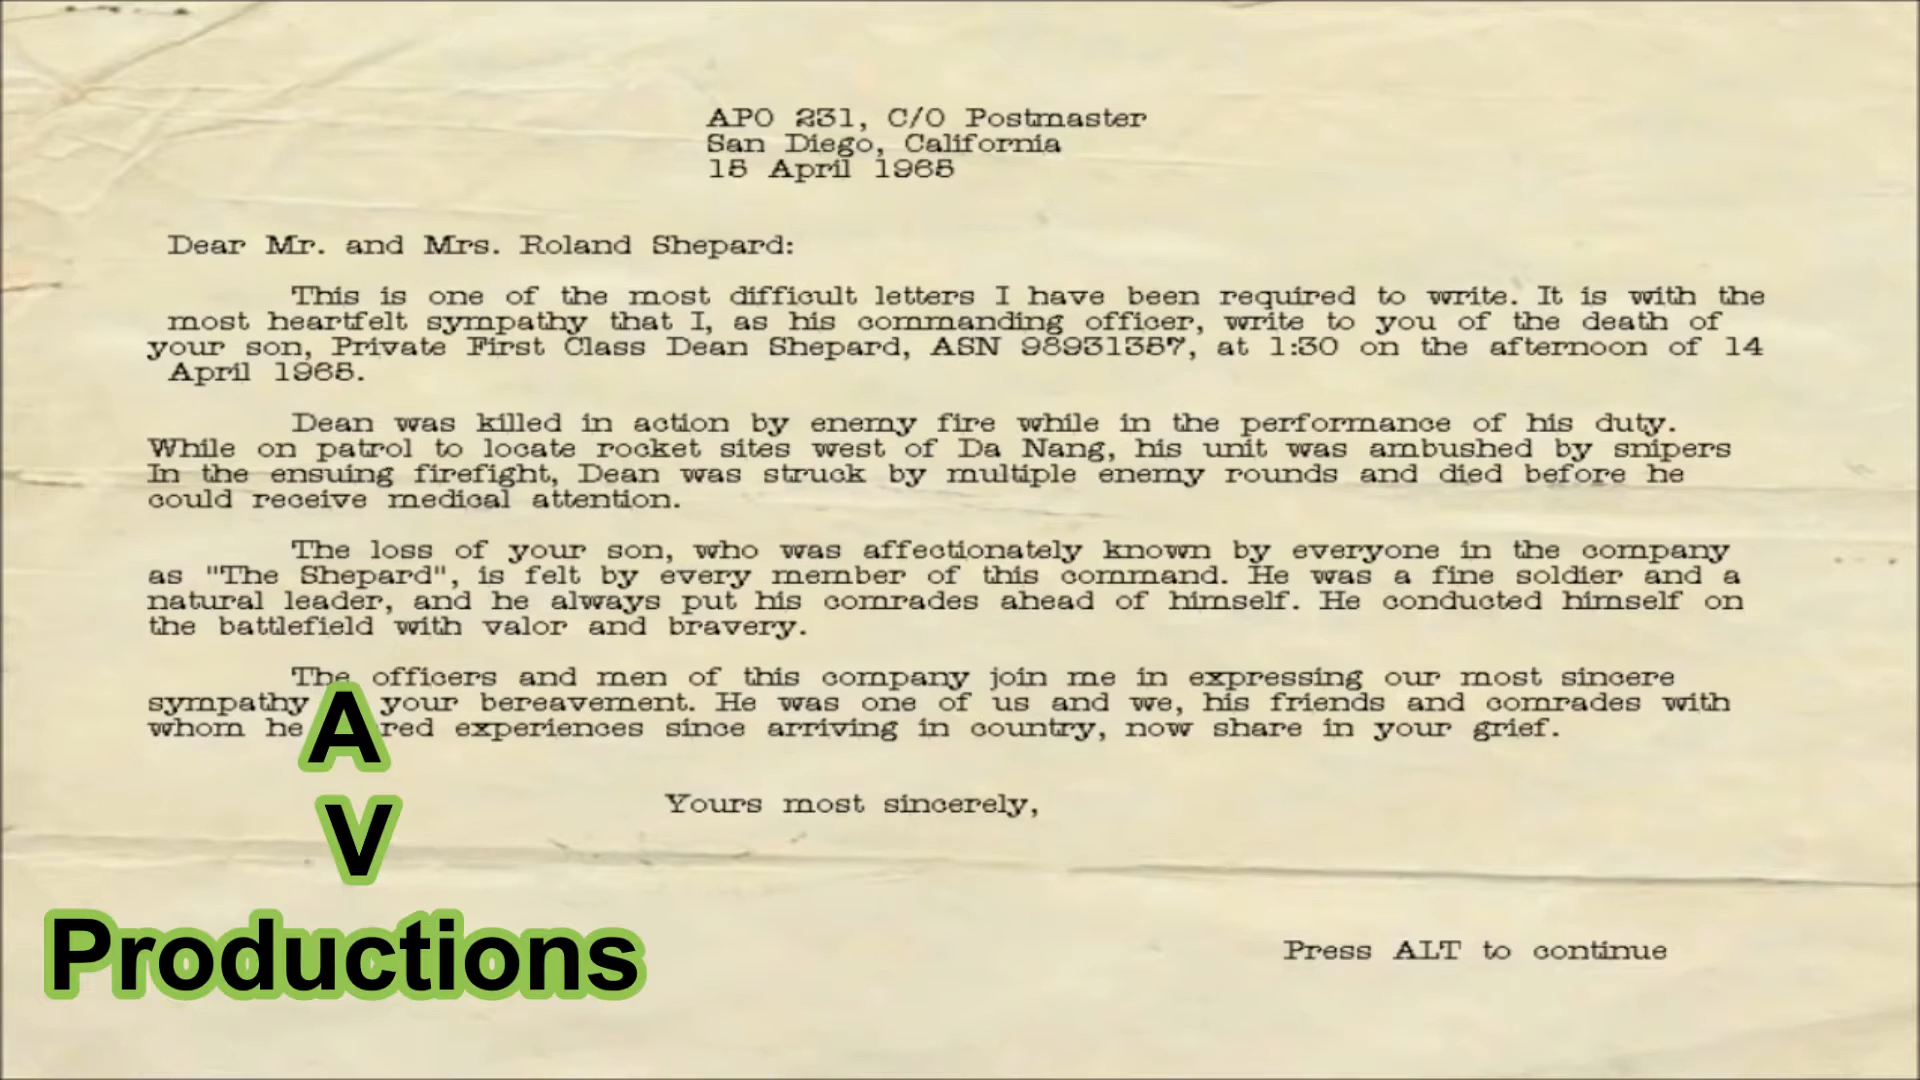 APO 231, C/O Postmaster
San Diego, California
15 April 1965
Dear Mr. and Mrs. Roland Shepard:
This is one of the most difficult letters I have been required to write. It is with the
most heartfelt sympathy that I, as his commanding officer, write to you of the death of
your son, Private First Class Dean Shepard, ASN 98931357, at 1:30 on the afternoon of 14
April 1965.
Dean was killed in action by enemy fire while in the performance of his duty.
While on patrol to locate rocket sites west of Da Nang, his unit was ambushed by snipers
In the ensuing firefight, Dean was struck by multiple enemy rounds and died before he
could receive medical attention.
The loss of your son, who was affectionately known by everyone in the company
as "The Shepard", is felt by every member of this command. He was a fine soldier and a
natural leader, and he always put his comrades ahead of himself. He conducted himself on
the battlefield with valor and bravery.
The officers and men of this company join me in expressing our most sincere
sympathy your bereavement. He was one of us and we, his friends and comrades with
whom he red experiences since arriving in country, now share in your grief.
Yours most sincerely,
A
V
Productions
Press ALT to continue